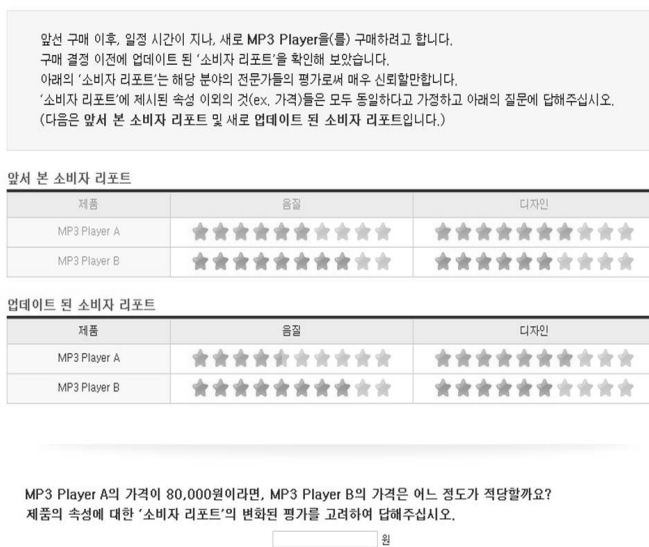 앞선 구매 이후, 일정 시간이 지나, 새로 MP3 Player을(를) 구매하려고 합니다.
구매 결정 이전에 업데이트 된 '소비자 리포트'을 확인해 보았습니다.
아래의 '소비자 리포트'는 해당 분야의 전문가들의 평가로써 매우 신뢰할만합니다.
'소비자 리포트'에 제시된 속성 이외의 것(ex, 가격)들은 모두 동일하다고 가정하고 아래의 질문에 답해주십시오.
(다음은 앞서 본 소비자 리포트 및 새로 업데이트 된 소비자 리포트입니다.)
앞서 본 소비자 리포트
제품 음질 디자인
MP3 Player A
MP3 Player B
업데이트 된 소비자 리포트
제품 음질 디자인
MP3 Player A
MP3 Player B
MP3 Player A의 가격이 80,000원이라면, MP3 Player B의 가격은 어느 정도가 적당할까요?
제품의 속성에 대한 '소비자 리포트'의 변화된 평가를 고려하여 답해주십시오.
원